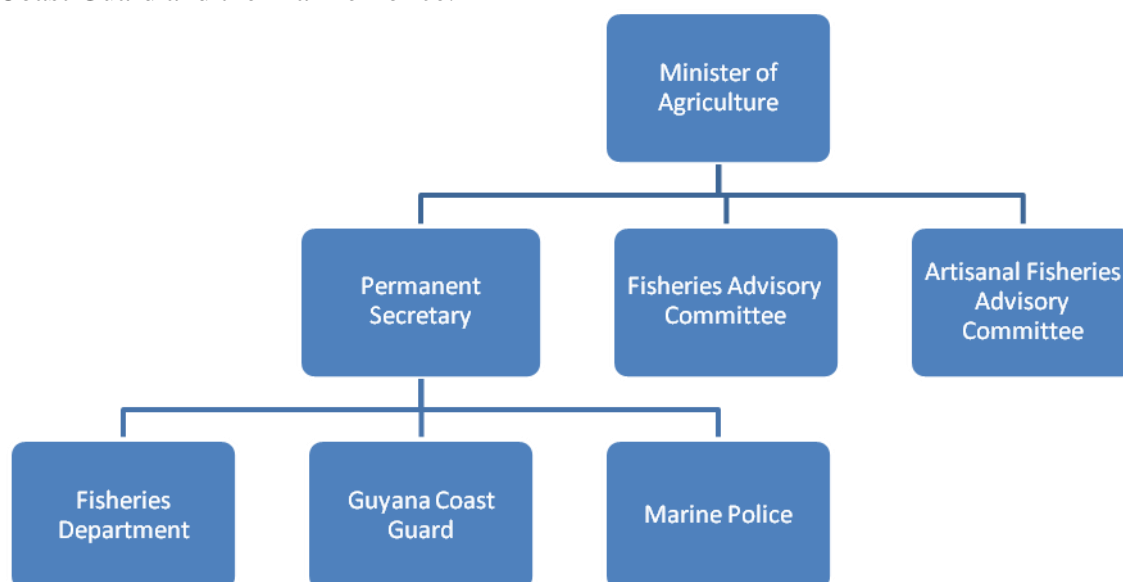 Minister of
Agriculture
Permanent
Secretary
Fisheries Advisory
Committee
Artisanal Fisheries
Advisory
Committee
Fisheries
Department
Guyana Coast
Guard
Marine Police